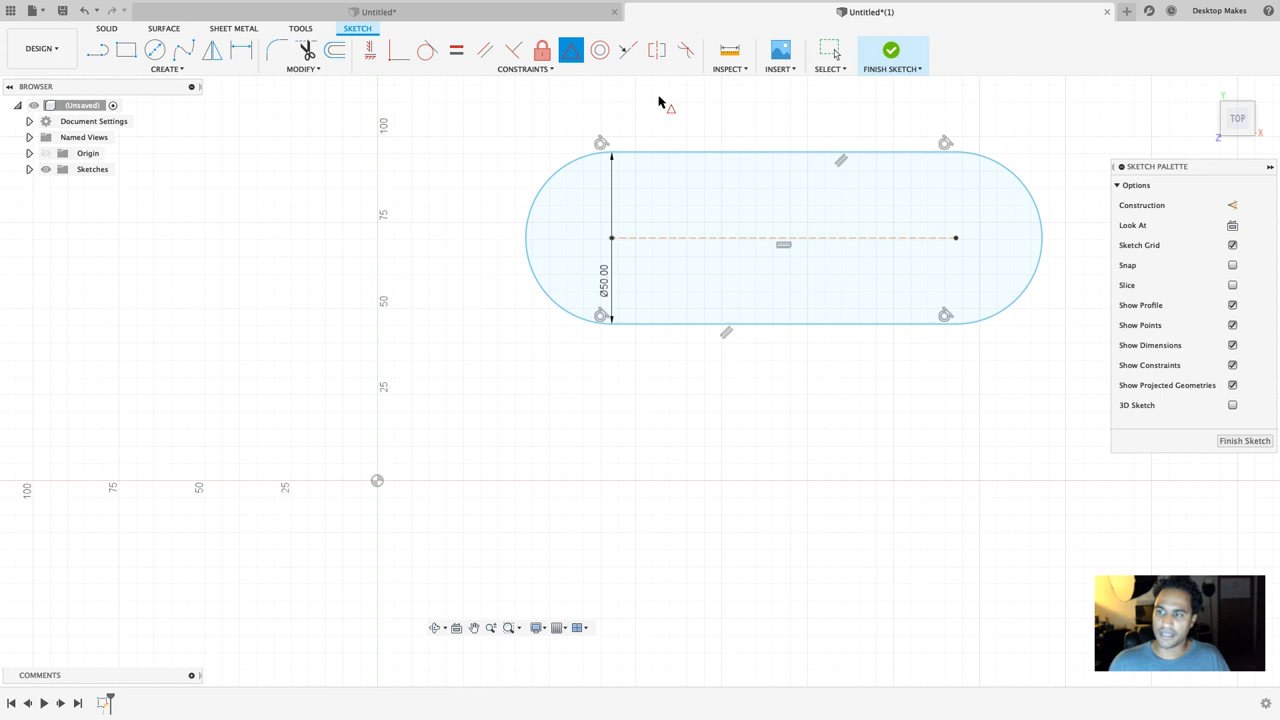 Untitled*
Untitled*(1)
Desktop Makes
DESIGN
SOLID
SURFACE
SHEET METAL
TOOLS
SKETCH
CREATE
MODIFY
CONSTRAINTS
INSPECT
INSERT
SELECT
FINISH SKETCH
BROWSER
(Unsaved)
Document Settings
Named Views
Origin
Sketches
100
75
50
25
100
75
50
25
Ø50.00
TOP
Y
X
Z
SKETCH PALETTE
Options
Construction
Look At
Sketch Grid
Snap
Slice
Show Profile
Show Points
Show Dimensions
Show Constraints
Show Projected Geometries
3D Sketch
Finish Sketch
COMMENTS